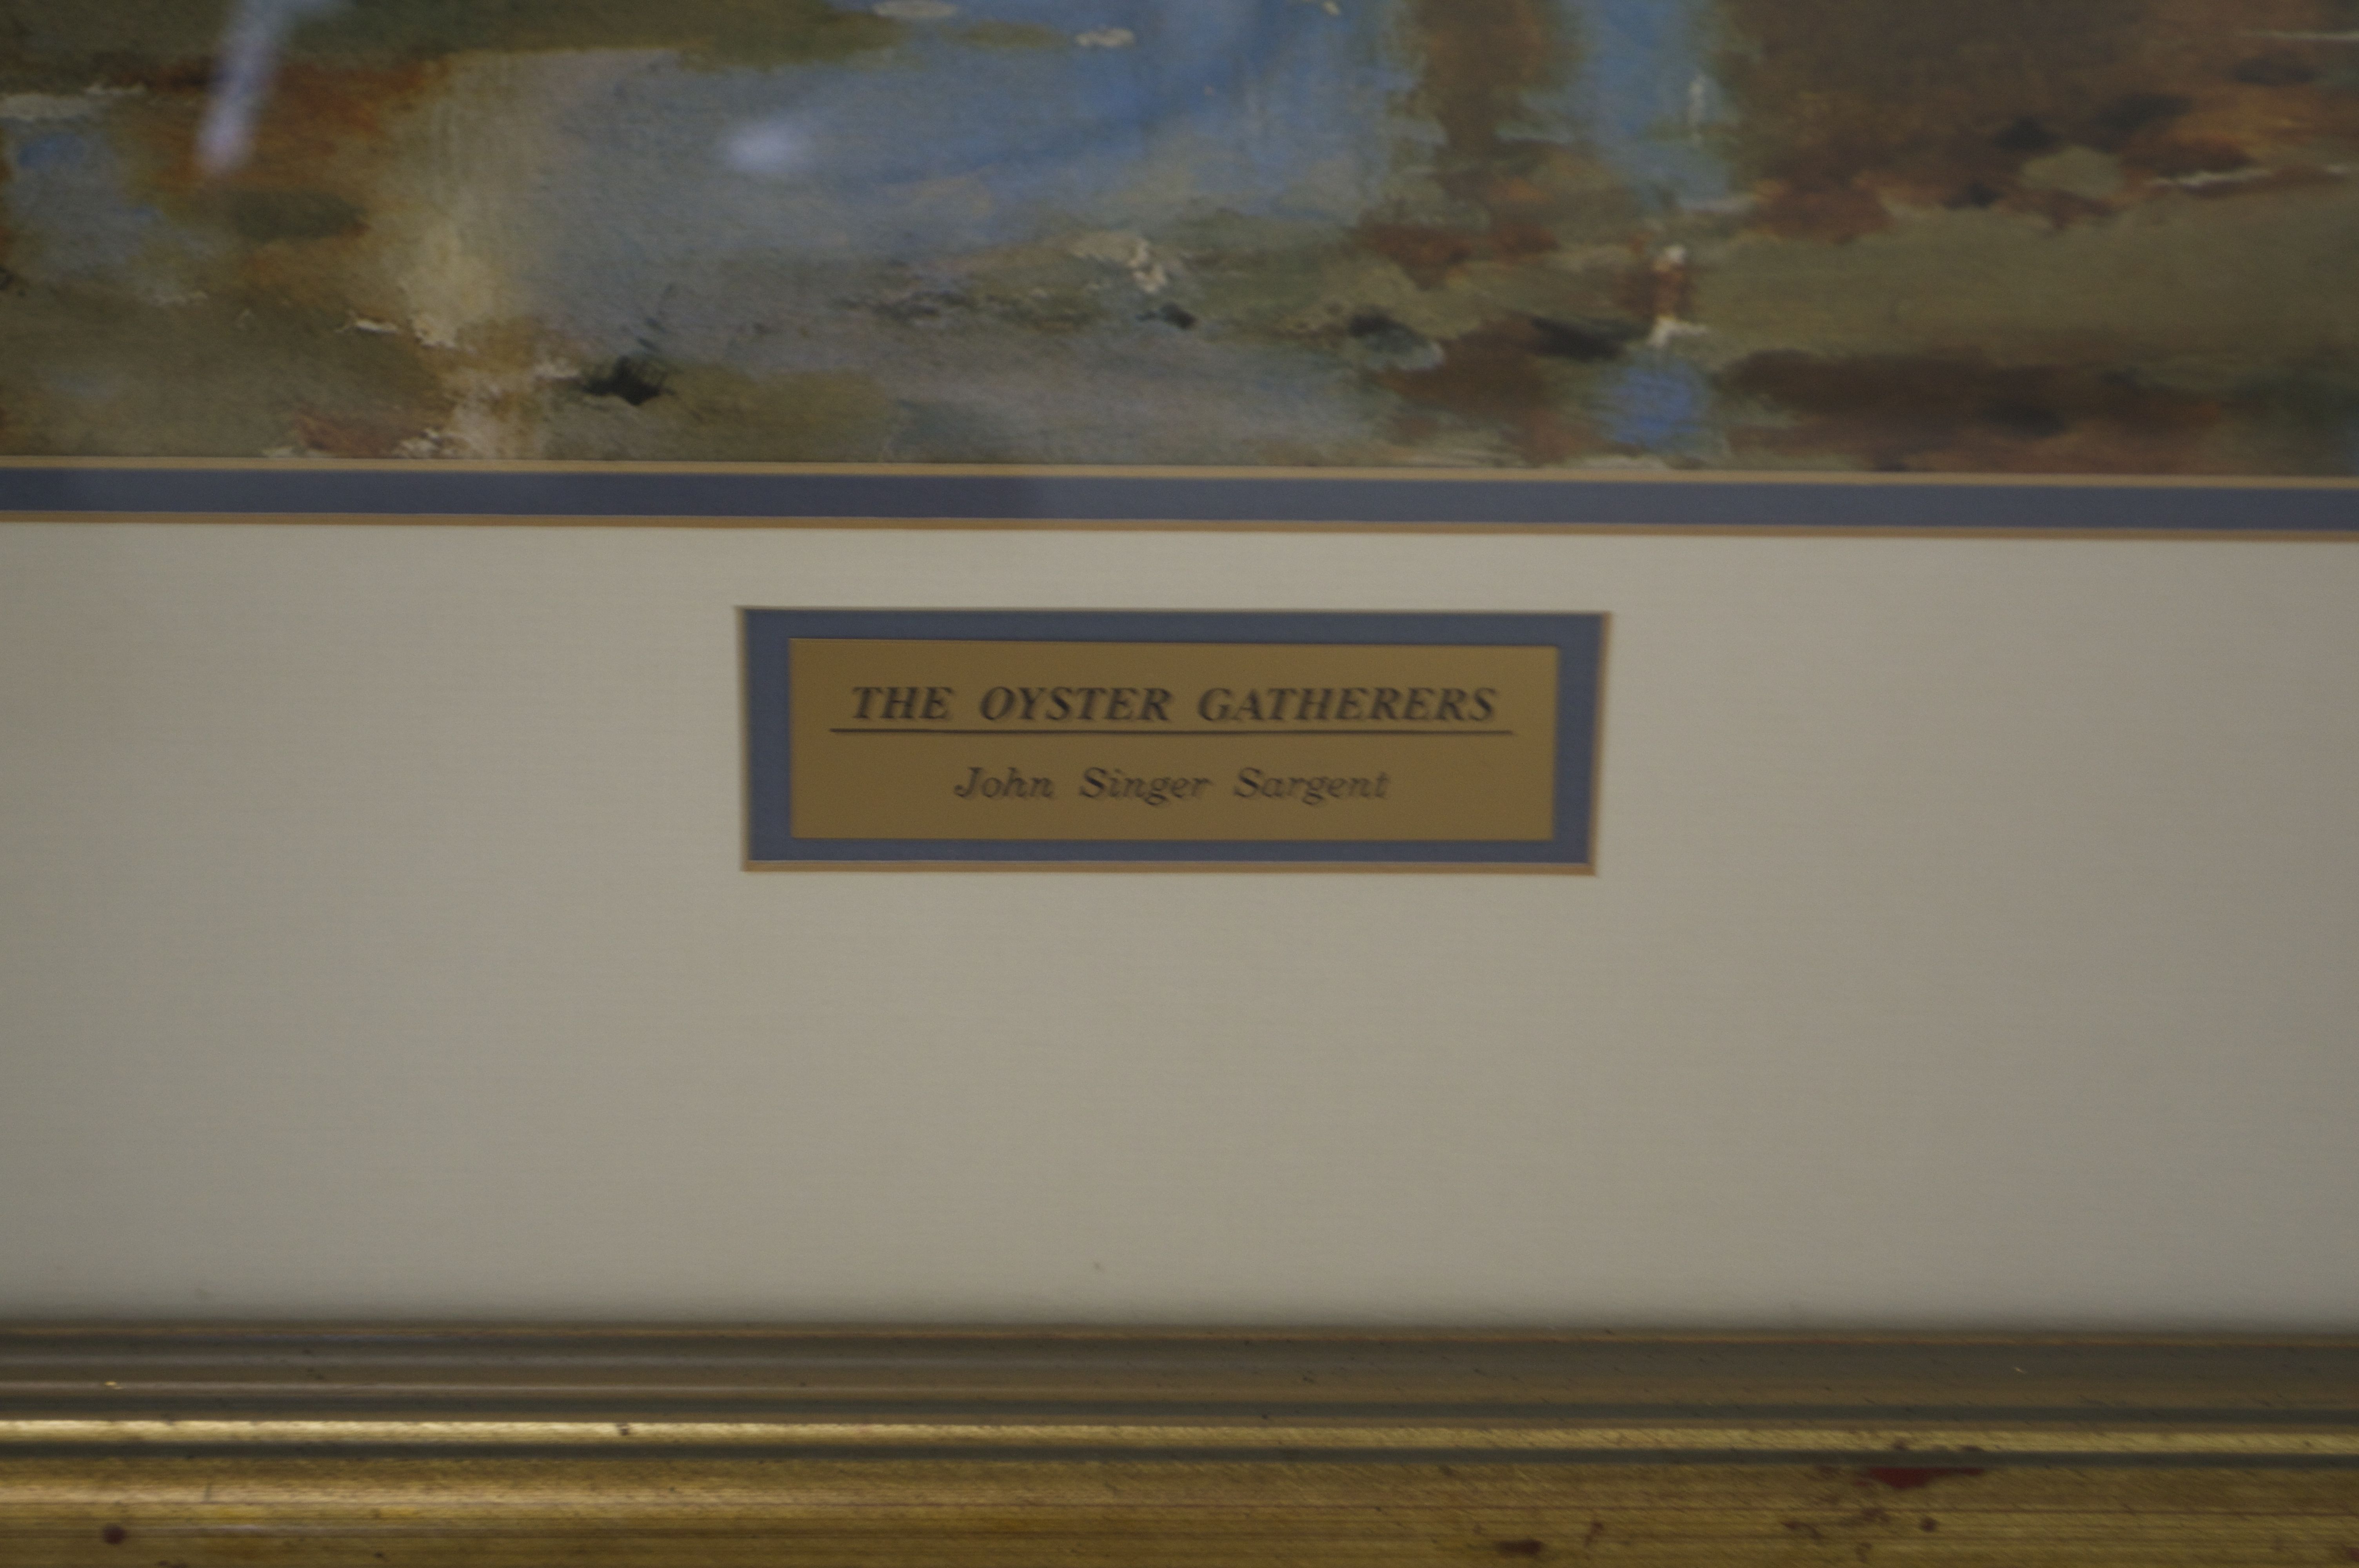 THE OYSTER GATHERERS
John Singer Sargent